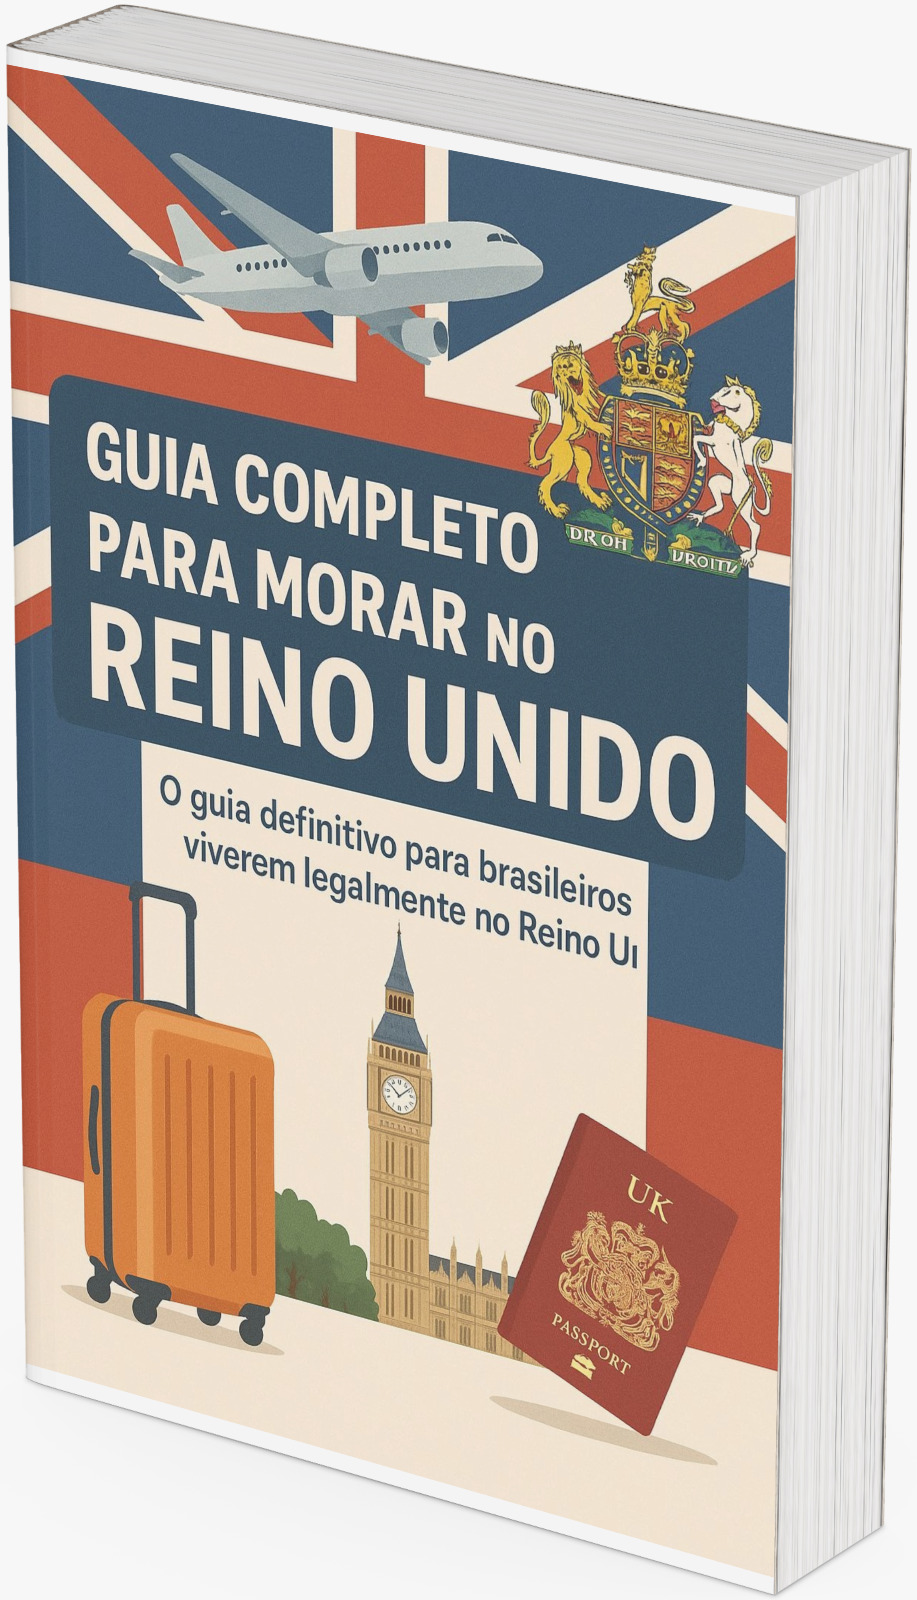 GUIA COMPLETO
PARA MORAR NO
REINO UNIDO
O guia definitivo para brasileiros
viverem legalmente no Reino
UK
PASSPORT